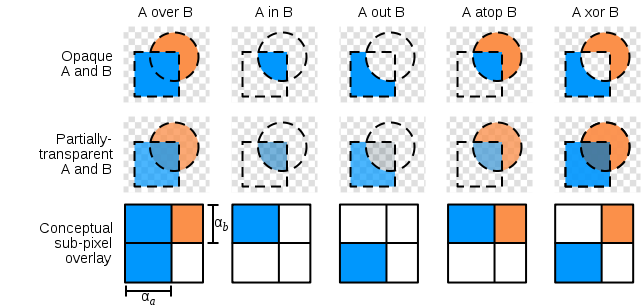 A over B
A in B
A out B
A atop B
A xor B
Opaque
A and B
Partially-
transparent
A and B
Conceptual
sub-pixel
overlay
αb
αa